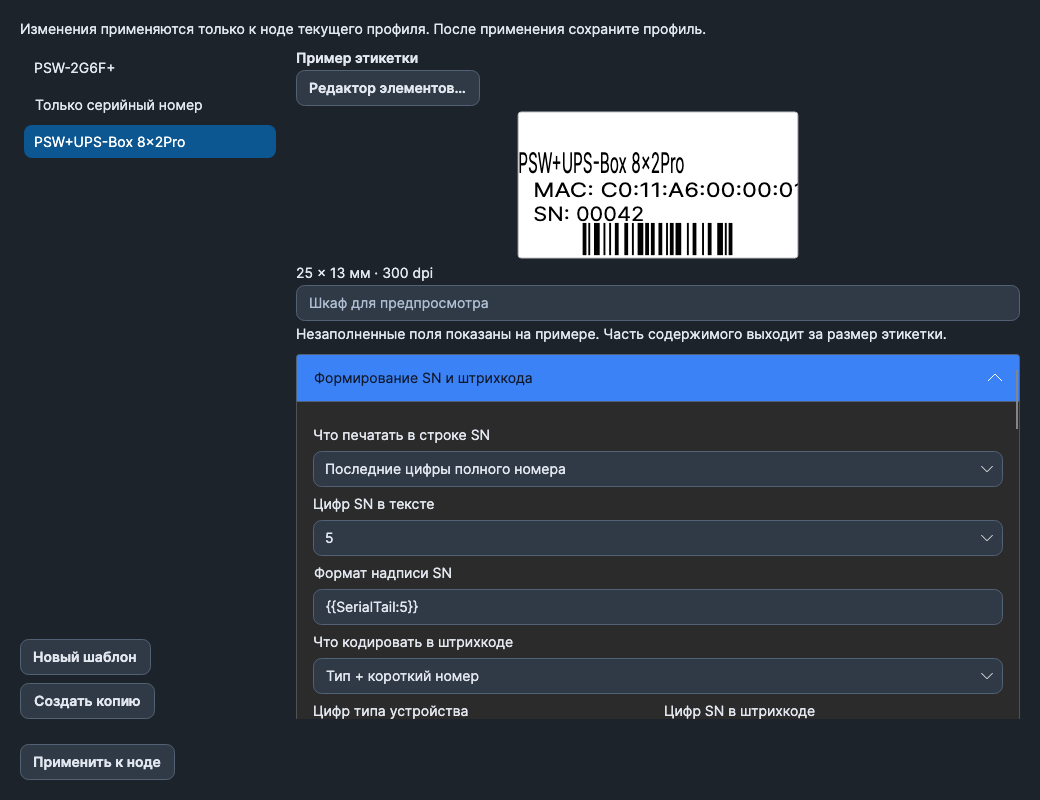 Изменения применяются только к ноде текущего профиля. После применения сохраните профиль.
PSW-2G6F+
Только серийный номер
PSW+UPS-Box 8×2Pro
Пример этикетки
Редактор элементов...
PSW+UPS-Box 8×2Pro
MAC: C0:11:A6:00:00:01
SN: 00042
25 × 13 мм · 300 dpi
Шкаф для предпросмотра
Незаполненные поля показаны на примере. Часть содержимого выходит за размер этикетки.
Формирование SN и штрихкода
Что печатать в строке SN
Последние цифры полного номера
Цифр SN в тексте
5
Формат надписи SN
{{SerialTail:5}}
Что кодировать в штрихкоде
Тип + короткий номер
Цифр типа устройства
Цифр SN в штрихкоде
Новый шаблон
Создать копию
Применить к ноде